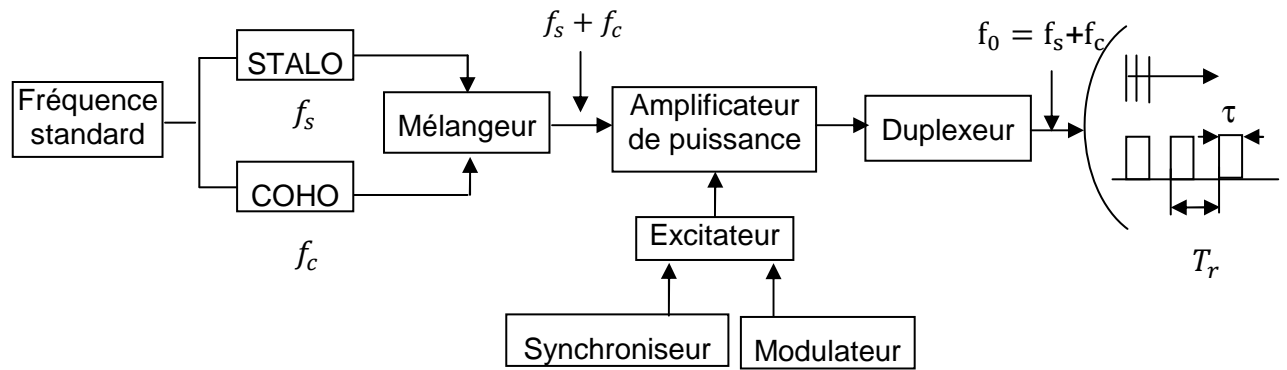 Fréquence
standard
STALO
f_s
COHO
f_c
Mélangeur
f_s + f_c
Amplificateur
de puissance
Excitateur
Synchroniseur
Modulateur
Duplexeur
f_0 = f_s+f_c
τ
T_r